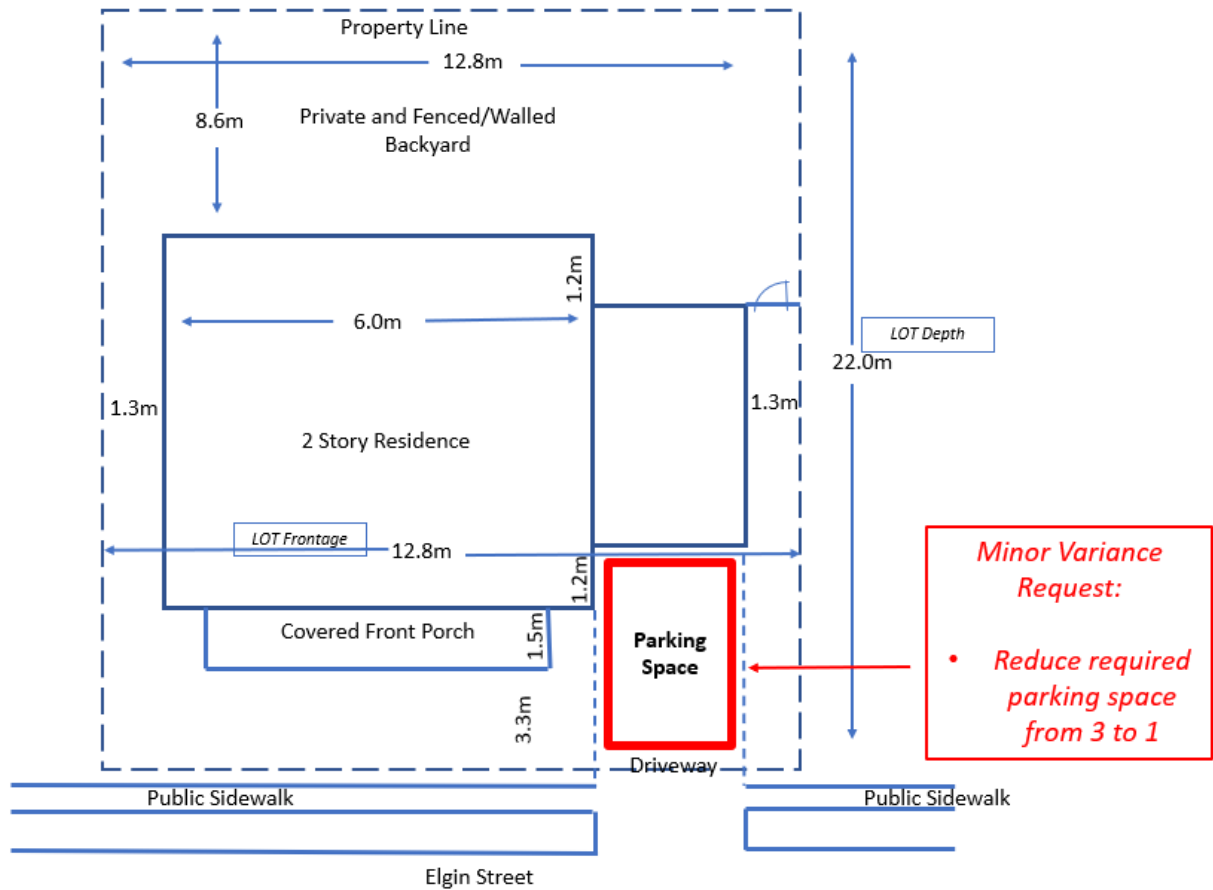 Property Line
12.8m
8.6m
Private and Fenced/Walled
Backyard
1.2m
6.0m
LOT Depth
22.0m
1.3m
1.3m
2 Story Residence
LOT Frontage
12.8m
1.2m
Minor Variance
Request:
• Reduce required
parking space
from 3 to 1
Covered Front Porch
1.5m
Parking
Space
3.3m
Driveway
Public Sidewalk
Public Sidewalk
Elgin Street